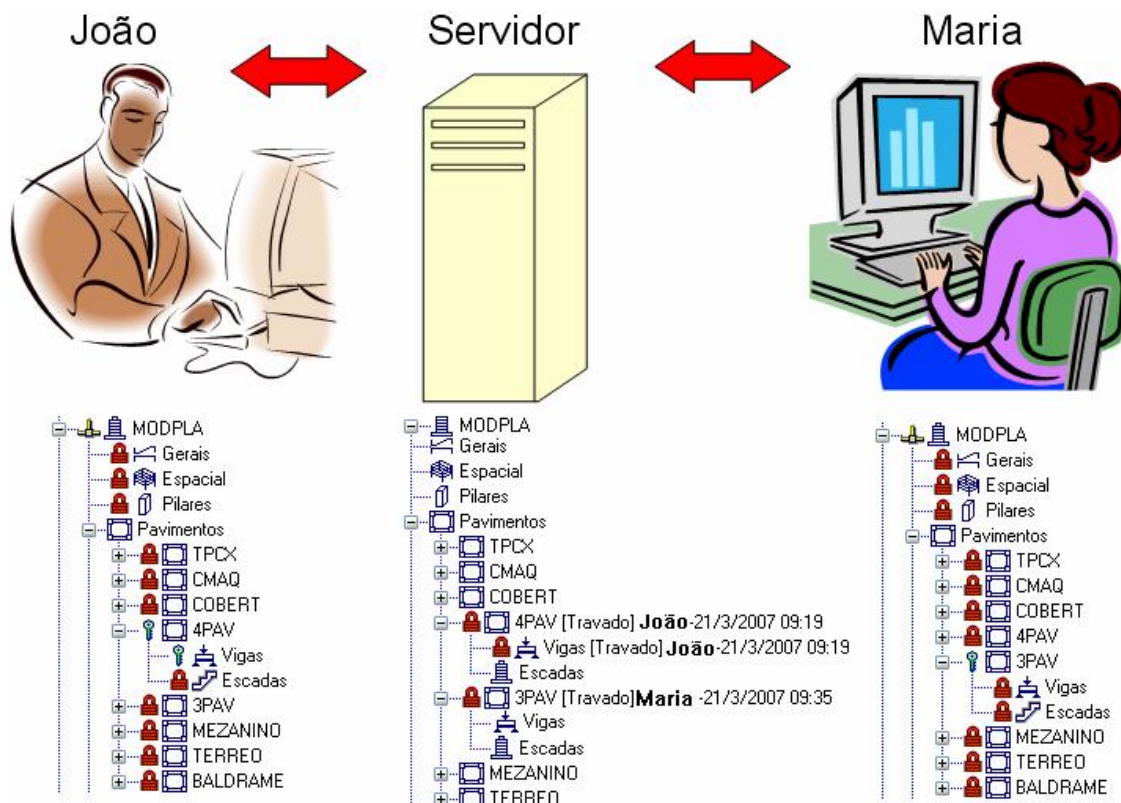 João
Servidor
Maria
MODPLA
Gerais
Espacial
Pilares
Pavimentos
TPCX
CMAQ
COBERT
4PAV
Vigas
Escadas
3PAV
MEZANINO
TERREO
BALDRAME
MODPLA
Gerais
Espacial
Pilares
Pavimentos
TPCX
CMAQ
COBERT
4PAV [Travado] João-21/3/2007 09:19
Vigas [Travado] João-21/3/2007 09:19
Escadas
3PAV [Travado]Maria -21/3/2007 09:35
Vigas
Escadas
MEZANINO
TERREO
MODPLA
Gerais
Espacial
Pilares
Pavimentos
TPCX
CMAQ
COBERT
4PAV
3PAV
Vigas
Escadas
MEZANINO
TERREO
BALDRAME